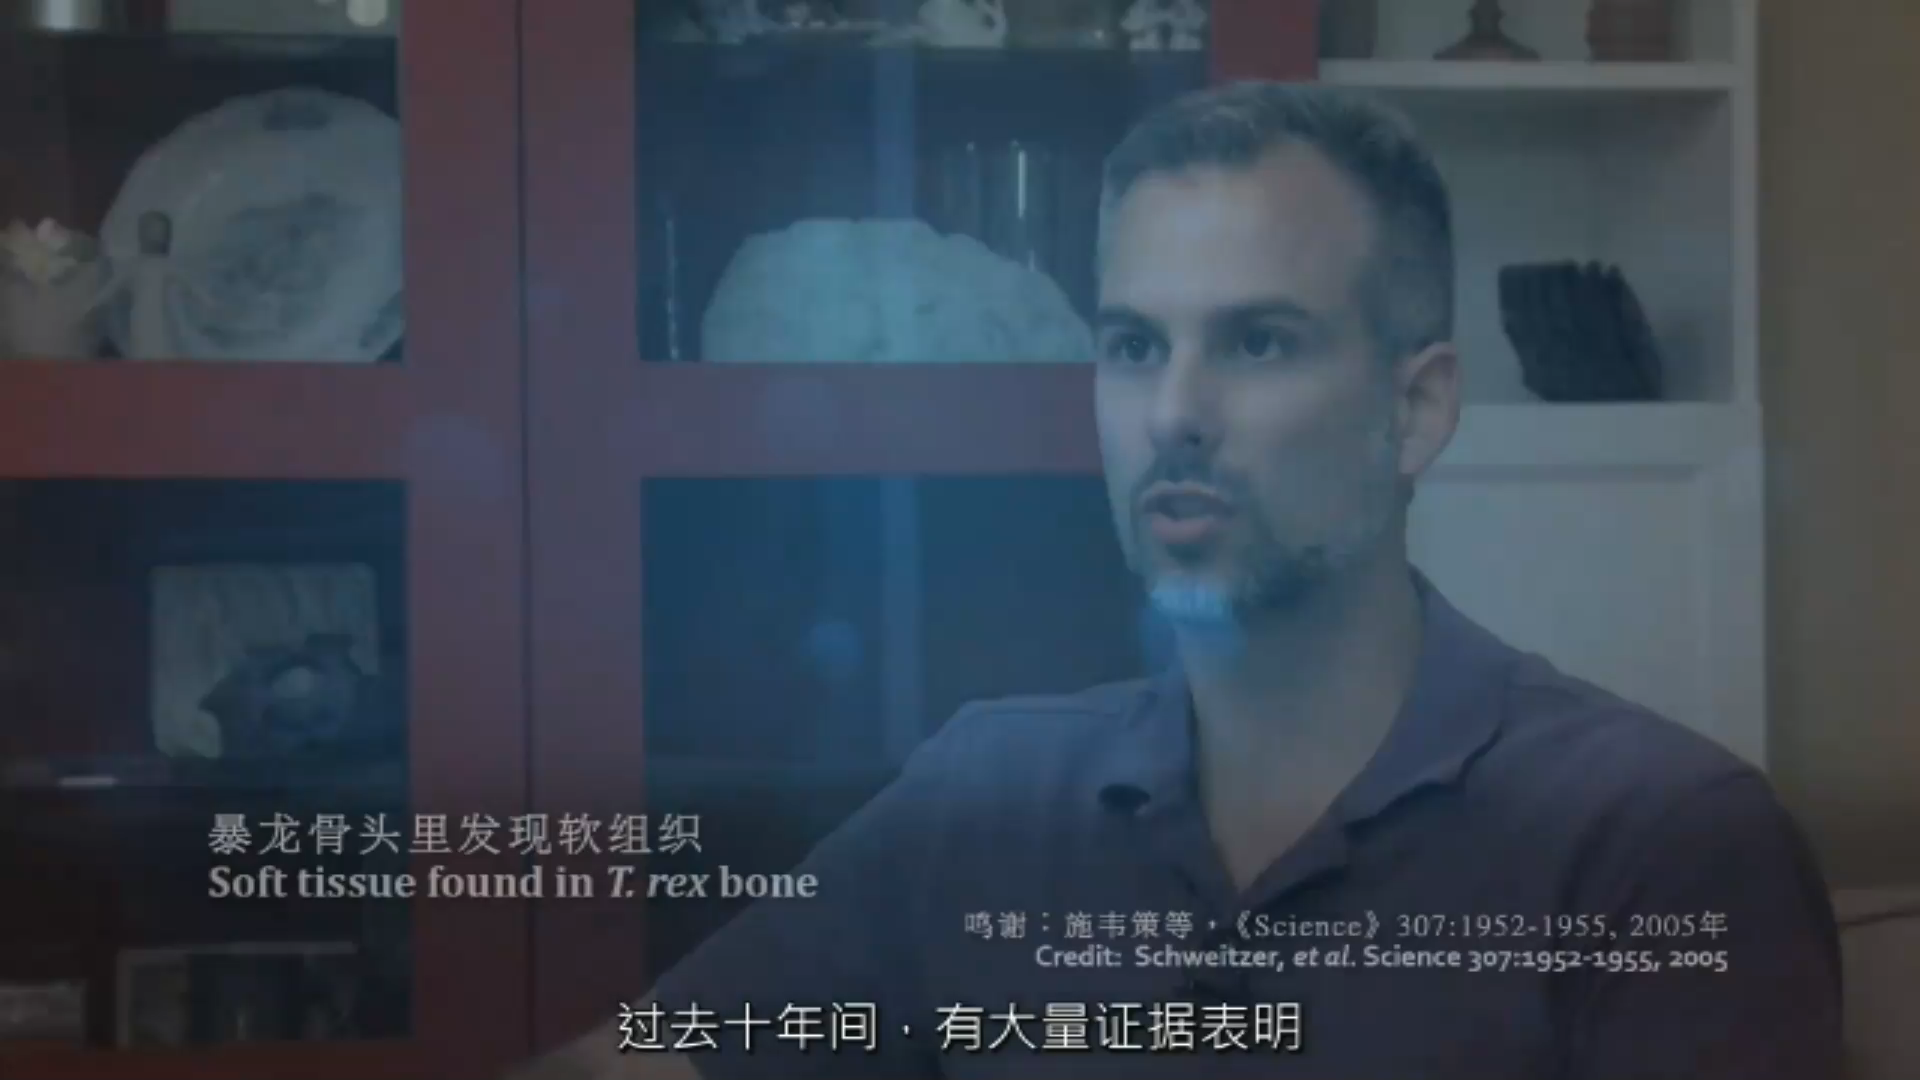 暴龙骨头里发现软组织
Soft tissue found in T. rex bone
鸣谢：施韦策等，《Science》307:1952-1955, 2005年
Credit: Schweitzer, et al. Science 307:1952-1955, 2005
过去十年间，有大量证据表明